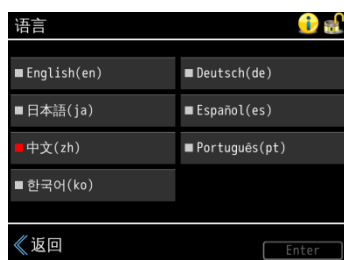 语言
English(en)
Deutsch(de)
日本語(ja)
Español(es)
中文(zh)
Português(pt)
한국어(ko)
返回
Enter